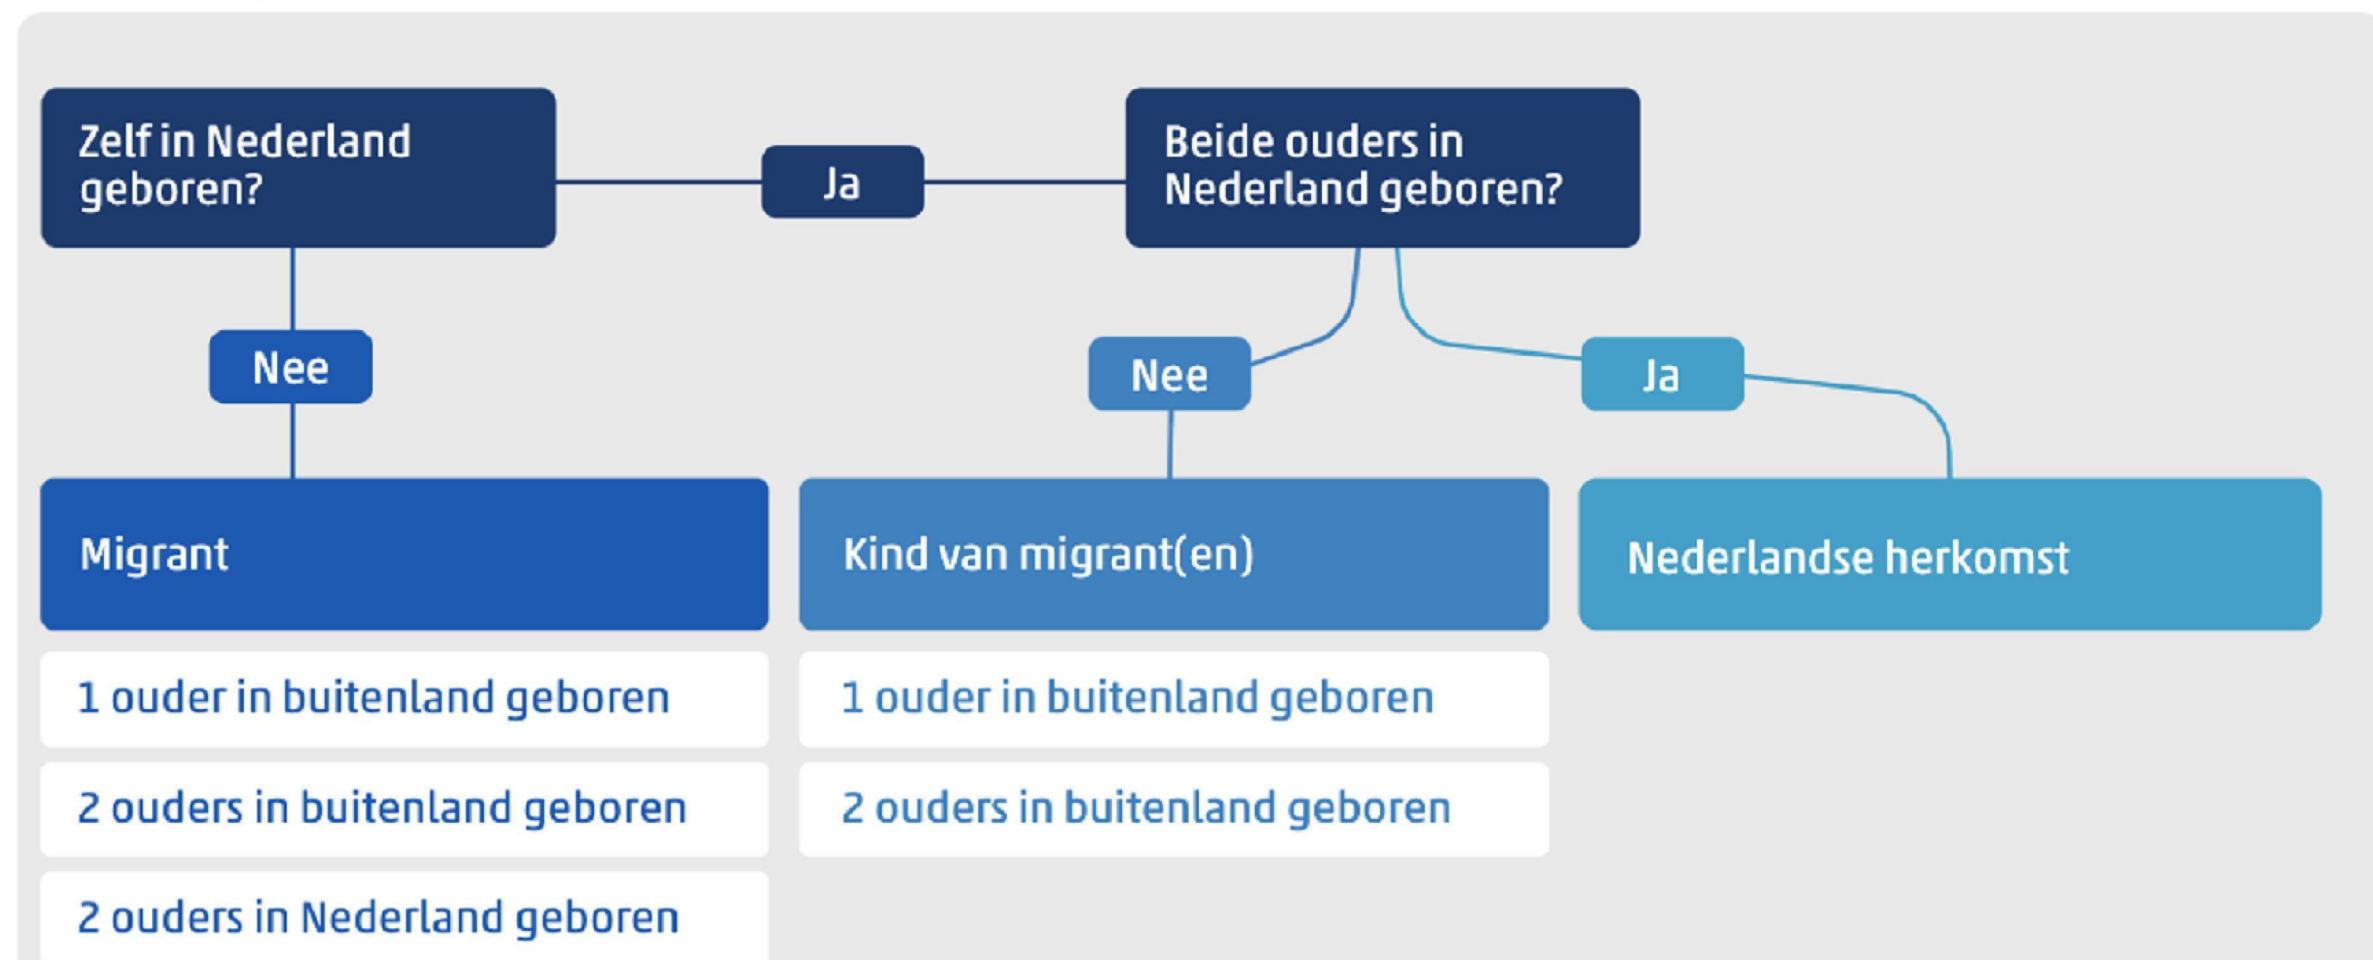 Zelf in Nederland
geboren?
Ja
Beide ouders in
Nederland geboren?
Nee
Nee
Ja
Migrant
Kind van migrant(en)
Nederlandse herkomst
1 ouder in buitenland geboren
1 ouder in buitenland geboren
2 ouders in buitenland geboren
2 ouders in buitenland geboren
2 ouders in Nederland geboren